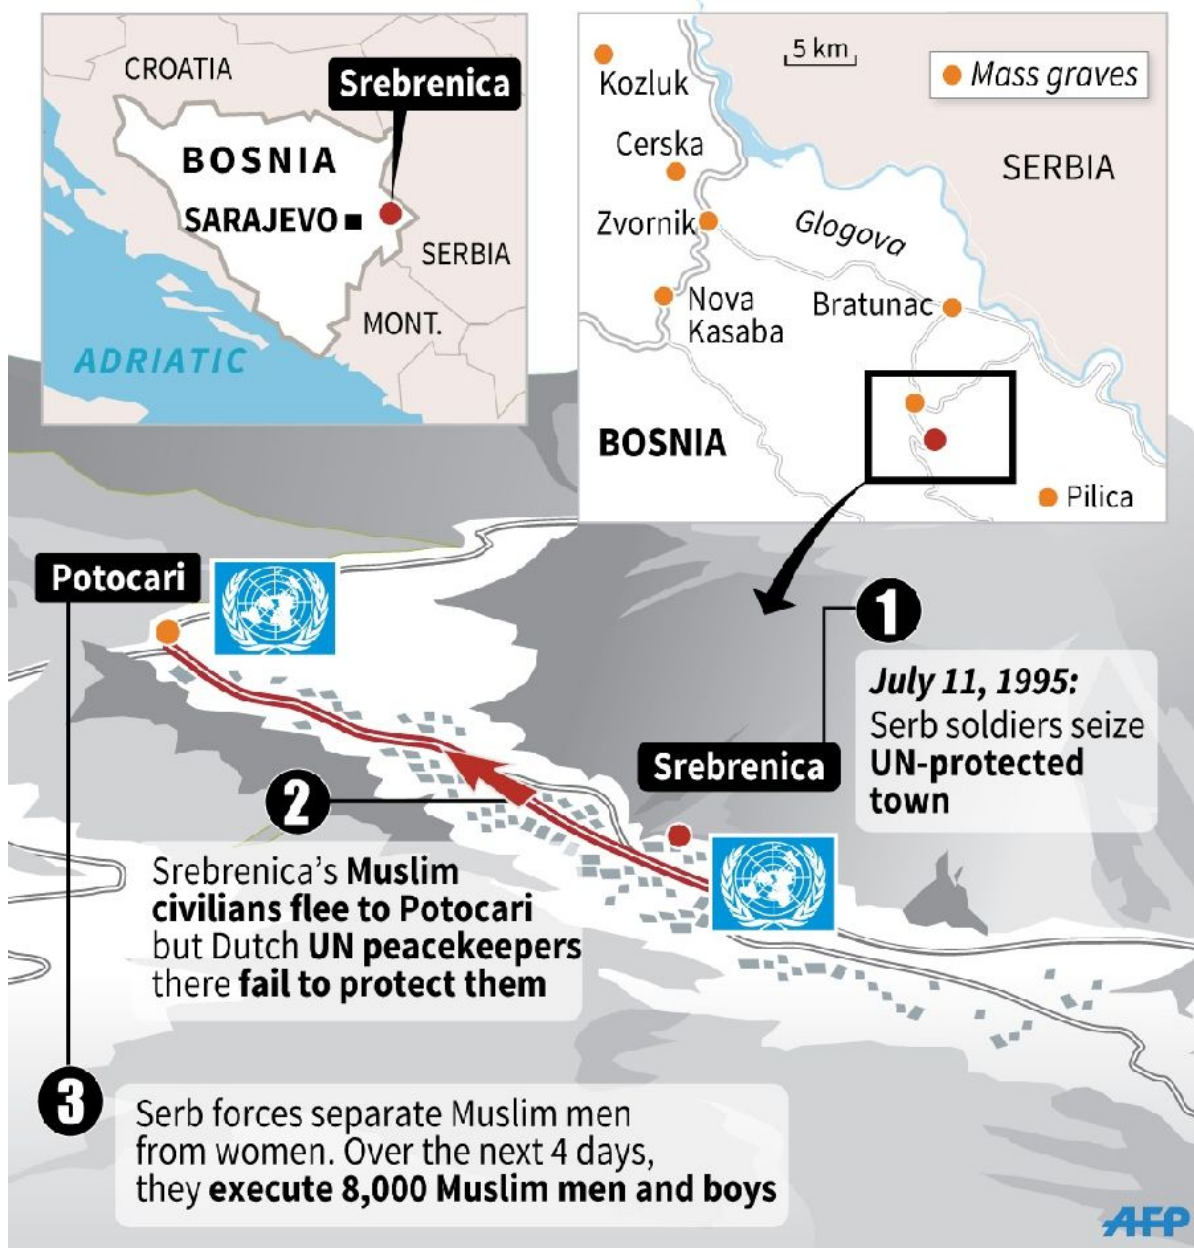 CROATIA
Srebrenica
BOSNIA
SARAJEVO
SERBIA
MONT.
ADRIATIC
5 km
Mass graves
Kozluk
Cerska
SERBIA
Zvornik
Glogova
Nova
Kasaba
Bratunac
BOSNIA
Pilica
Potocari
1
July 11, 1995:
Serb soldiers seize
UN-protected
town
Srebrenica
2
Srebrenica's Muslim
civilians flee to Potocari
but Dutch UN peacekeepers
there fail to protect them
3
Serb forces separate Muslim men
from women. Over the next 4 days,
they execute 8,000 Muslim men and boys
AFP